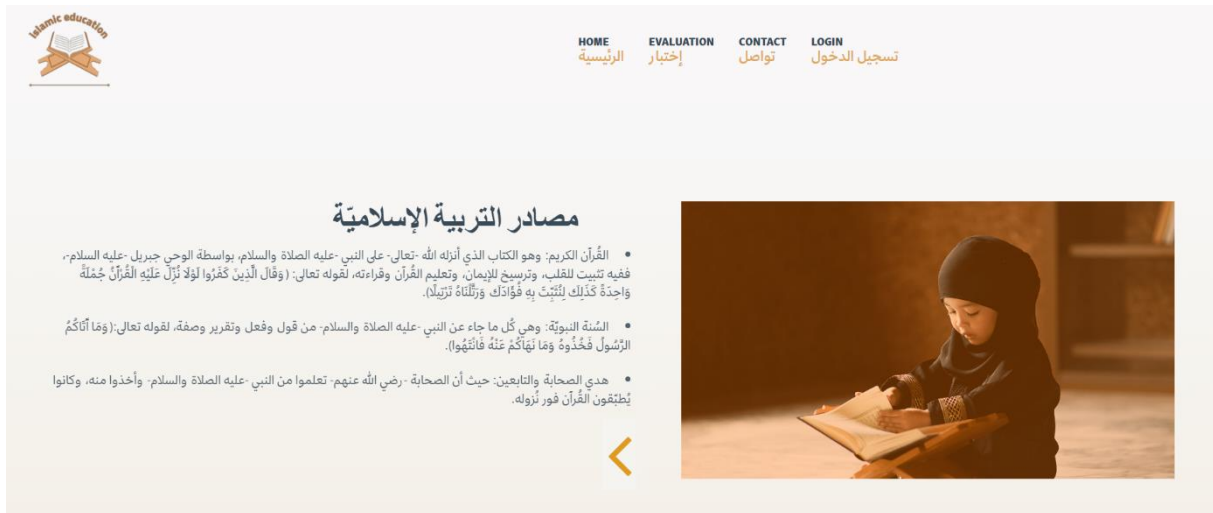 Islamic education
HOME EVALUATION CONTACT LOGIN
الرئيسية إختبار تواصل تسجيل الدخول
مصادر التربية الإسلاميّة
• القُرآن الكريم: وهو الكتاب الذي أنزله الله -تعالى- على النبي -عليه الصلاة والسلام، بواسطة الوحي جبريل -عليه السلام-،
ففيه تثبيت للقلب، وترسيخ للإيمان، وتعليم القُرآن وقراءته، لقوله تعالى: (وَقَالَ الَّذِينَ كَفَرُوا لَوْلَا نُزِّلَ عَلَيْهِ الْقُرْآنُ جُمْلَةً
وَاحِدَةً كَذَلِكَ لِنُثَبِّتَ بِهِ فُؤَادَكَ وَرَتَّلْنَاهُ تَرْتِيلًا).
• السُنة النبويّة: وهي كُل ما جاء عن النبي -عليه الصلاة والسلام- من قول وفعل وتقرير وصفة، لقوله تعالى:(وَمَا آتَاكُمُ
الرَّسُولُ فَخُذُوهُ وَمَا نَهَاكُمْ عَنْهُ فَانْتَهُوا).
• هدي الصحابة والتابعين: حيث أن الصحابة -رضي الله عنهم- تعلموا من النبي -عليه الصلاة والسلام- وأخذوا منه، وكانوا
يُطبّقون القُرآن فور نُزوله.